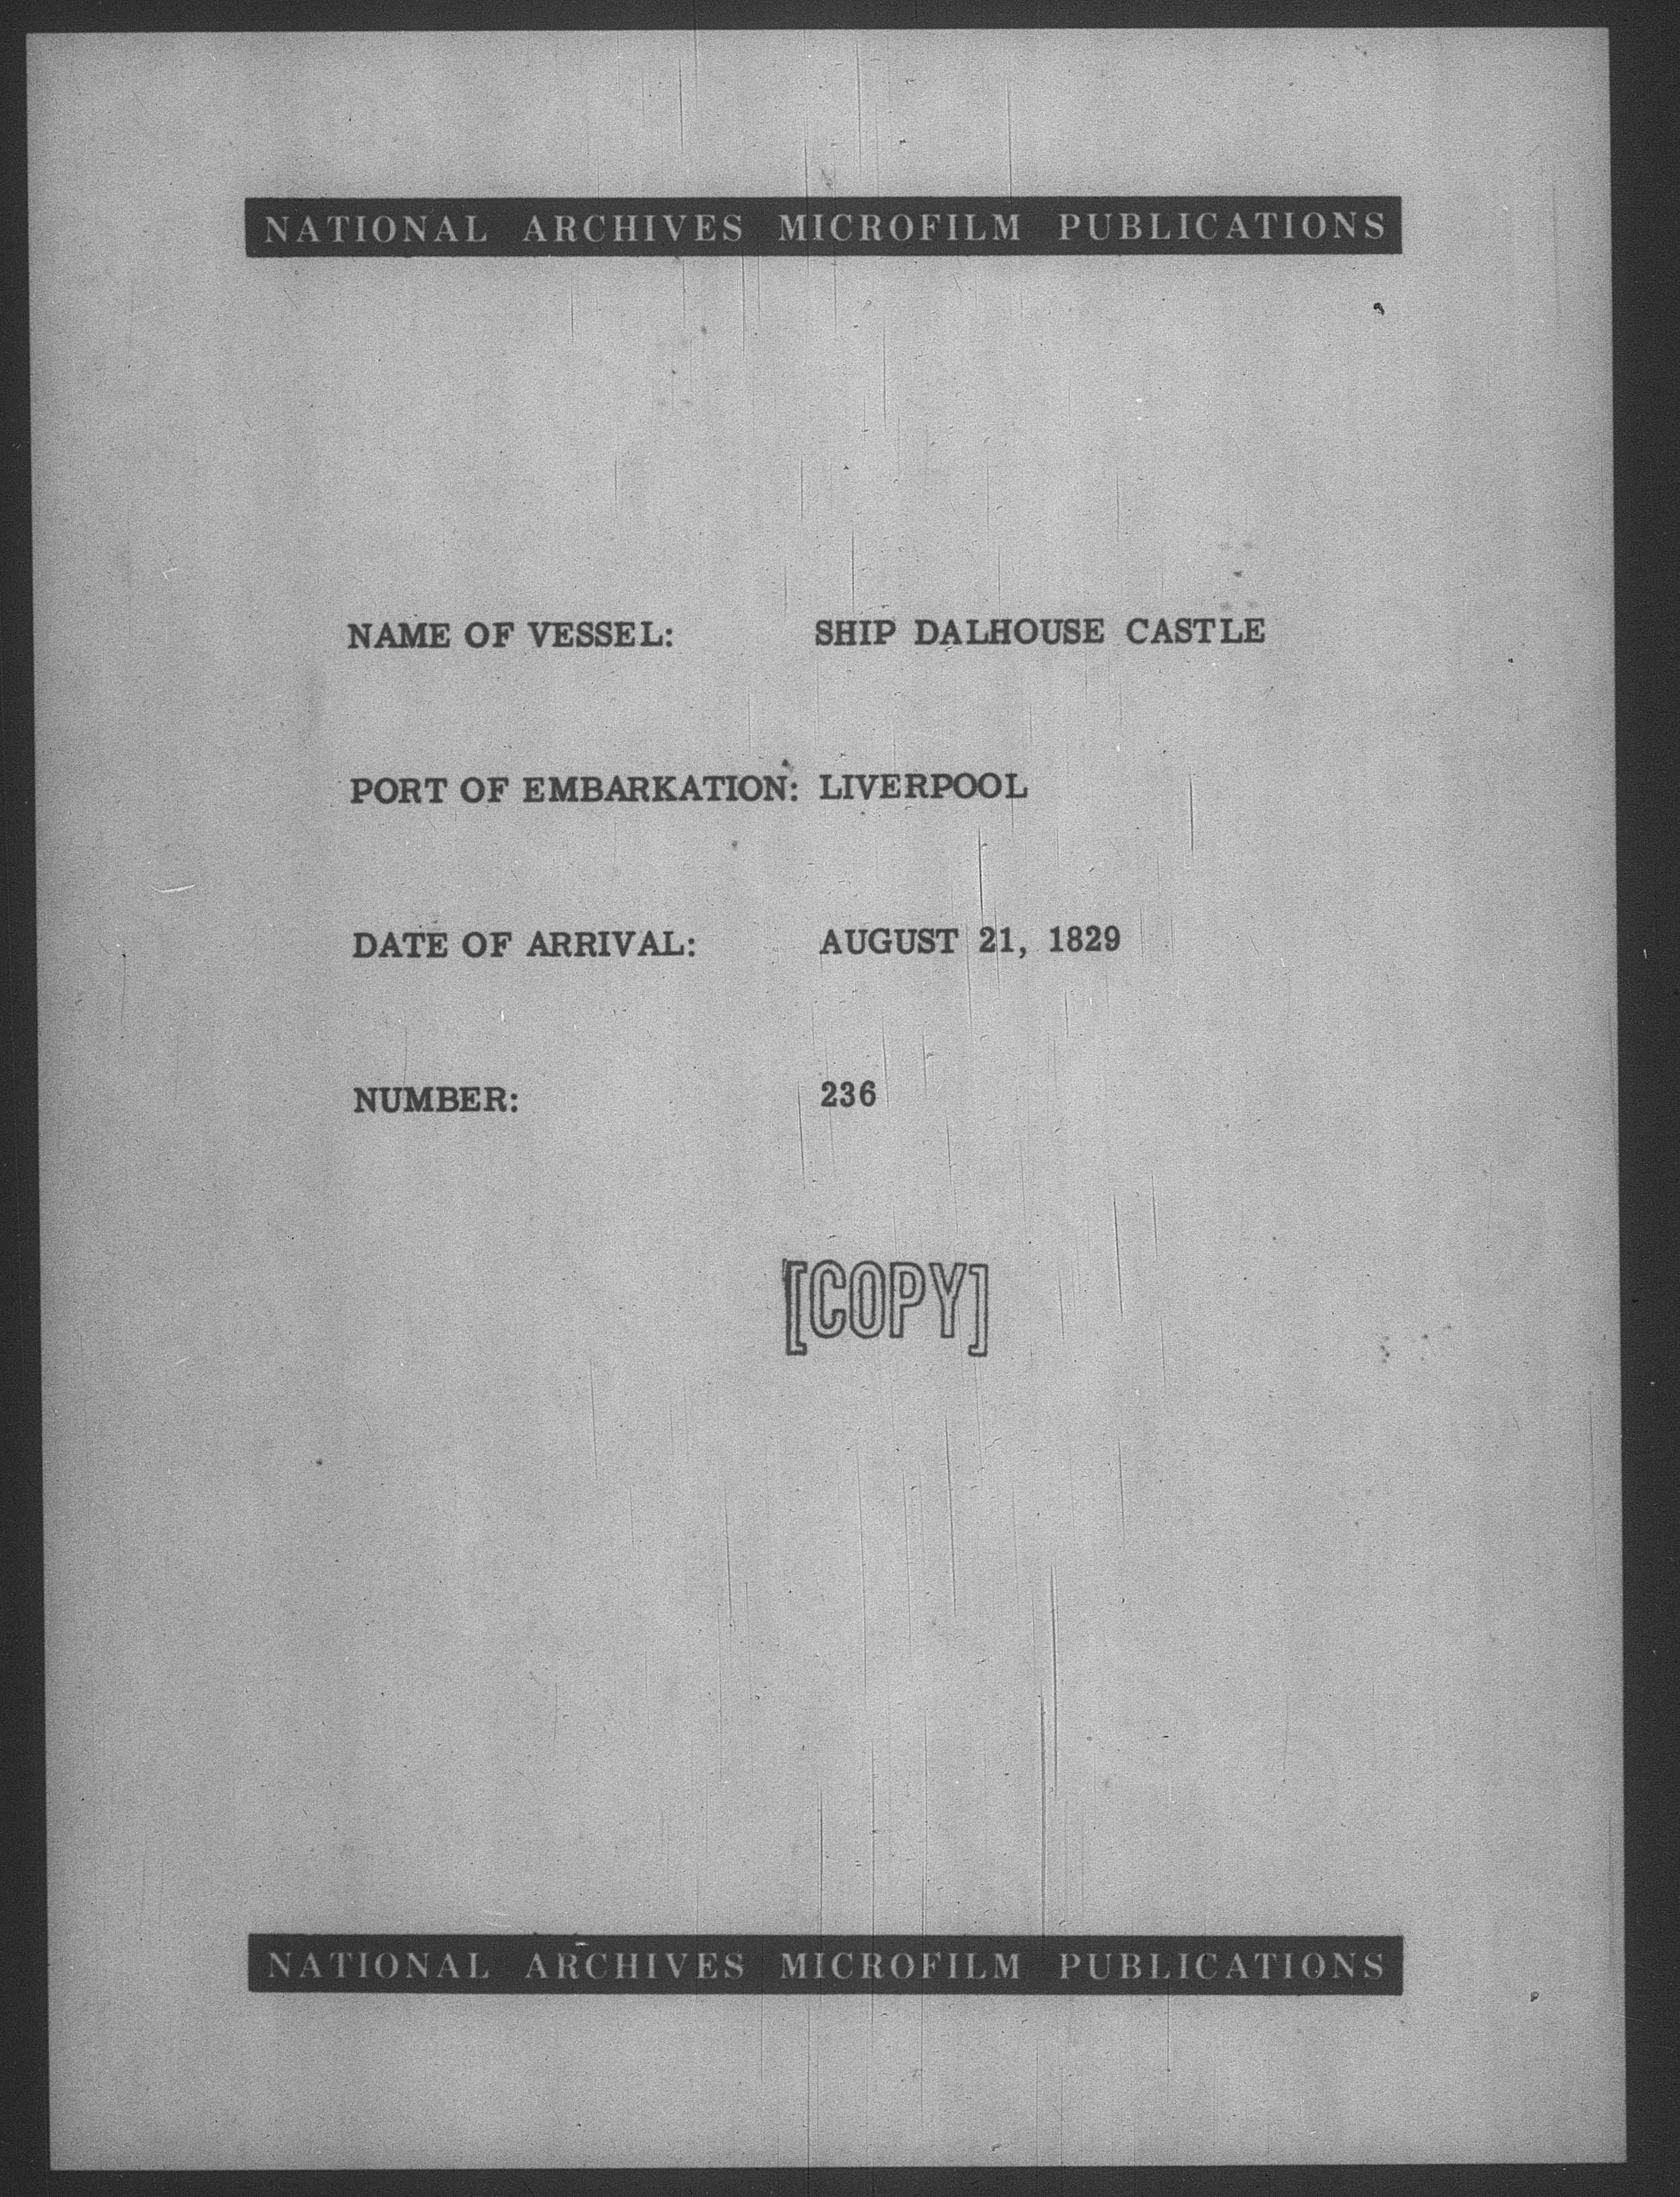 NATIONAL ARCHIVES MICROFILM PUBLICATIONS
NAME OF VESSEL: SHIP DALHOUSE CASTLE
PORT OF EMBARKATION: LIVERPOOL
DATE OF ARRIVAL: AUGUST 21, 1829
NUMBER: 236
[COPY]
NATIONAL ARCHIVES MICROFILM PUBLICATIONS